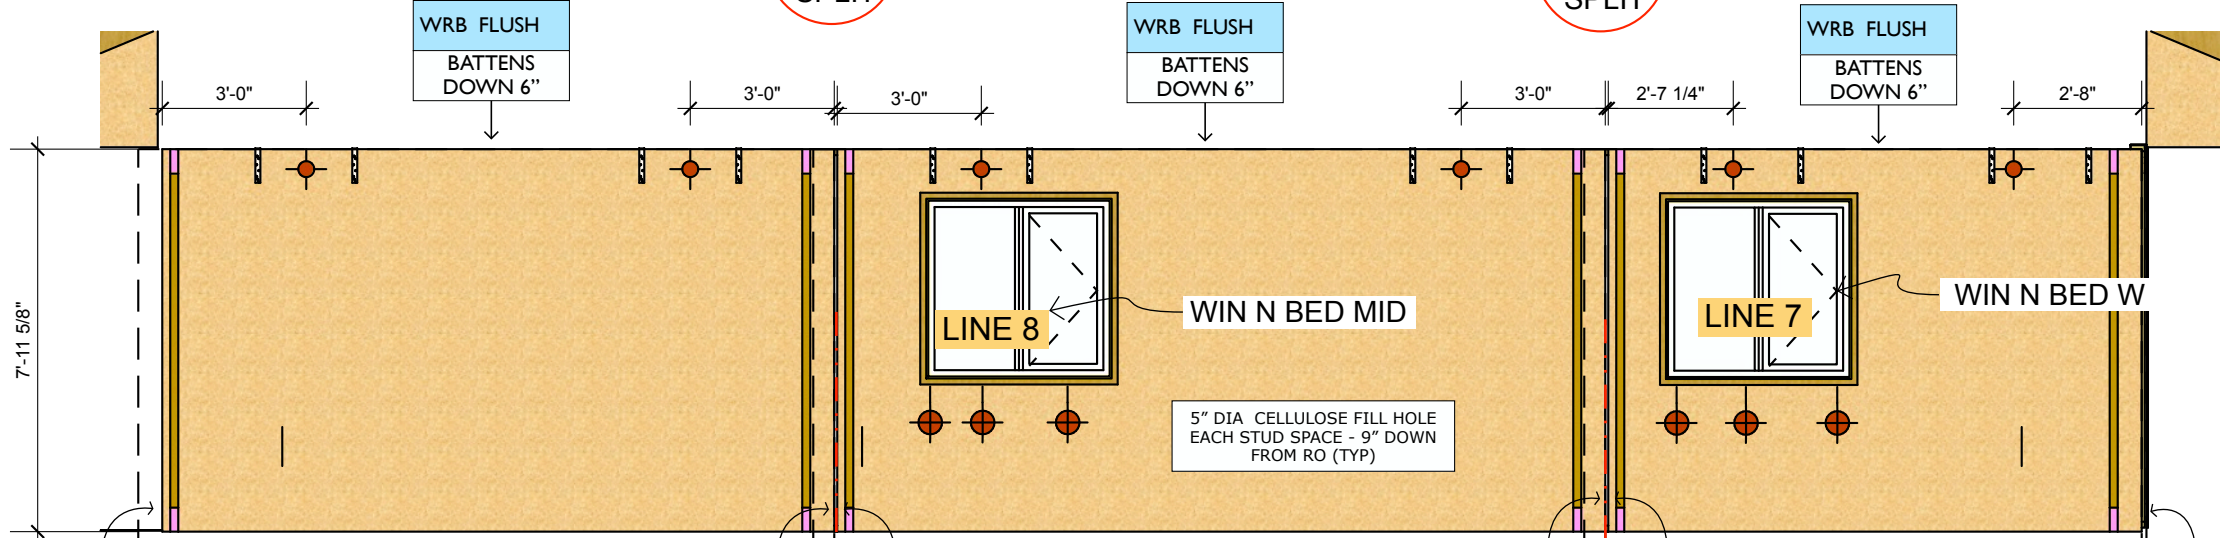 SPLIT
SPLIT
WRB FLUSH
BATTENS
DOWN 6”
WRB FLUSH
BATTENS
DOWN 6”
WRB FLUSH
BATTENS
DOWN 6”
3'-0"
3'-0"
3'-0"
3'-0"
2'-7 1/4"
2'-8"
7'-11 5/8"
LINE 8
WIN N BED MID
LINE 7
WIN N BED W
5” DIA CELLULOSE FILL HOLE
EACH STUD SPACE - 9” DOWN
FROM RO (TYP)